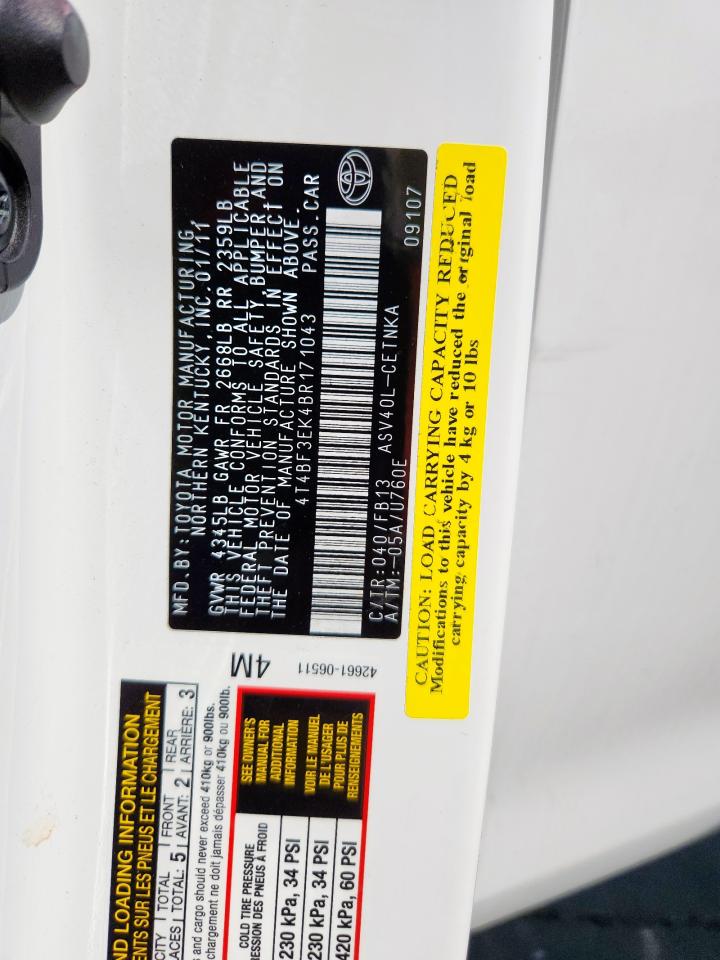 MFD.BY:TOYOTA MOTOR MANUFACTURING,
NORTHERN KENTUCKY,INC. 01/11
GVWR 4345LB GAWR FR 2668LB RR 2359LB
THIS VEHICLE CONFORMS TO ALL APPLICABLE
FEDERAL MOTOR VEHICLE SAFETY, BUMPER,AND
THEFT PREVENTION STANDARDS IN EFFECT ON
THE DATE OF MANUFACTURE SHOWN ABOVE.
4T4BF3EK4BR171043 PASS.CAR
C/TR:040/FB13 ASV40L-CETNKA
A/TM:-05A/U760E 09107
CAUTION: LOAD CARRYING CAPACITY REDUCED
Modifications to this vehicle have reduced the original load
carrying capacity by 4 kg or 10 lbs
4M 42661-06511
ND LOADING INFORMATION
ENTS SUR LES PNEUS ET LE CHARGEMENT
CITY TOTAL FRONT REAR
LACES TOTAL: 5 AVANT: 2 ARRIÈRE: 3
s and cargo should never exceed 410kg or 900lbs.
chargement ne doit jamais dépasser 410kg ou 900lb.
COLD TIRE PRESSURE
RESSION DES PNEUS À FROID
230 kPa, 34 PSI
230 kPa, 34 PSI
420 kPa, 60 PSI
SEE OWNER'S
MANUAL FOR
ADDITIONAL
INFORMATION
VOIR LE MANUEL
DE L'USAGER
POUR PLUS DE
RENSEIGNEMENTS